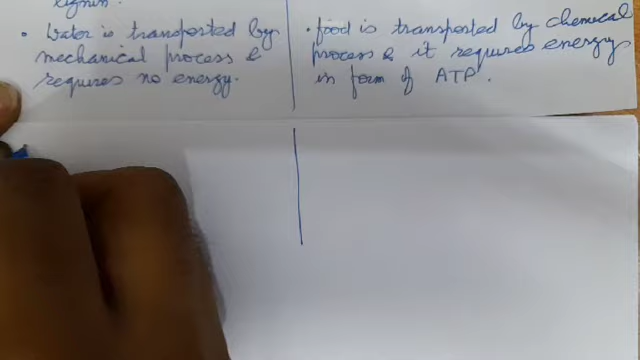 lignin.
• Water is transported by
mechanical process &
requires no energy.
• food is transported by chemical
process & it requires energy
in form of ATP.